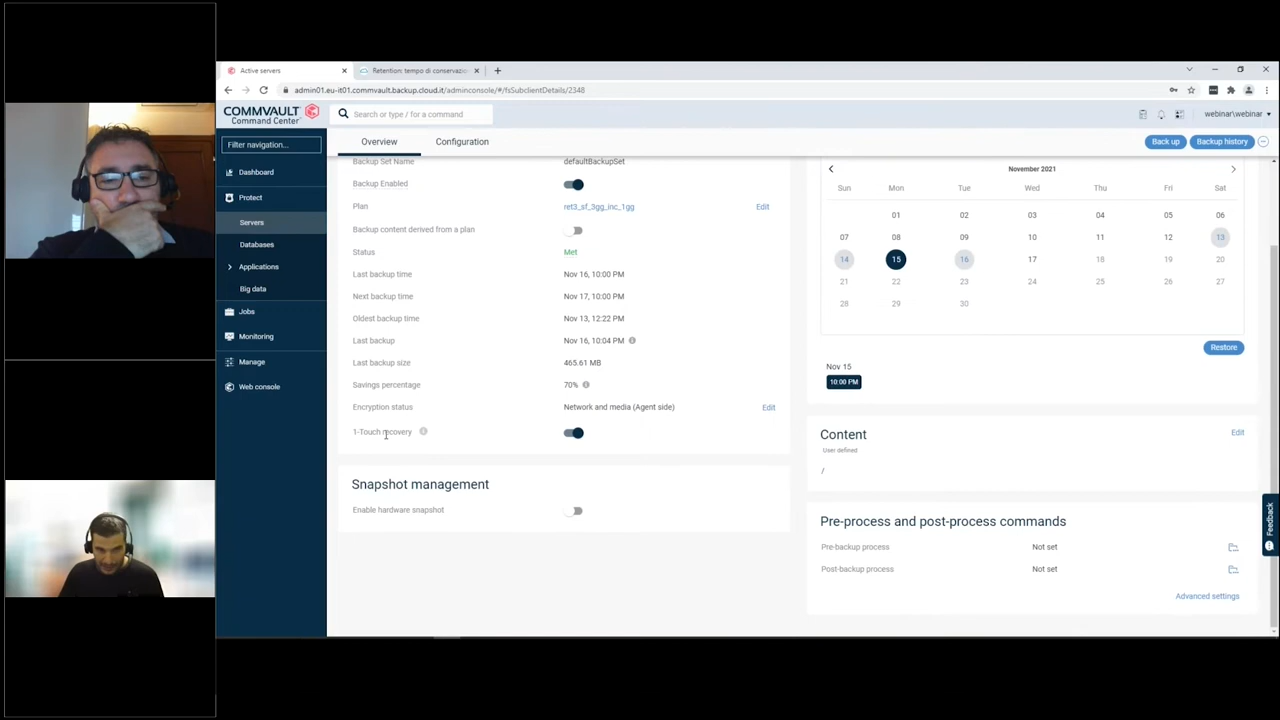 Active servers
Retention: tempo di conservazio
admin01.eu-it01.commvault.backup.cloud.it/adminconsole/#/fsSubclientDetails/2348
COMMVAULT
Command Center™
Search or type for a command
webinar\webinar
Filter navigation...
Dashboard
Protect
Servers
Databases
Applications
Big data
Jobs
Monitoring
Manage
Web console
Overview
Configuration
Back up
Backup history
Backup Set Name defaultBackupSet
Backup Enabled
Plan ret3_sf_3gg_inc_1gg Edit
Backup content derived from a plan
Status Met
Last backup time Nov 16, 10:00 PM
Next backup time Nov 17, 10:00 PM
Oldest backup time Nov 13, 12:22 PM
Last backup Nov 16, 10:04 PM
Last backup size 465.61 MB
Savings percentage 70%
Encryption status Network and media (Agent side) Edit
1-Touch recovery
Snapshot management
Enable hardware snapshot
November 2021
Sun Mon Tue Wed Thu Fri Sat
01 02 03 04 05 06
07 08 09 10 11 12 13
14 15 16 17 18 19 20
21 22 23 24 25 26 27
28 29 30
Restore
Nov 15
10:00 PM
Content Edit
User defined
/
Pre-process and post-process commands
Pre-backup process Not set
Post-backup process Not set
Advanced settings
Feedback